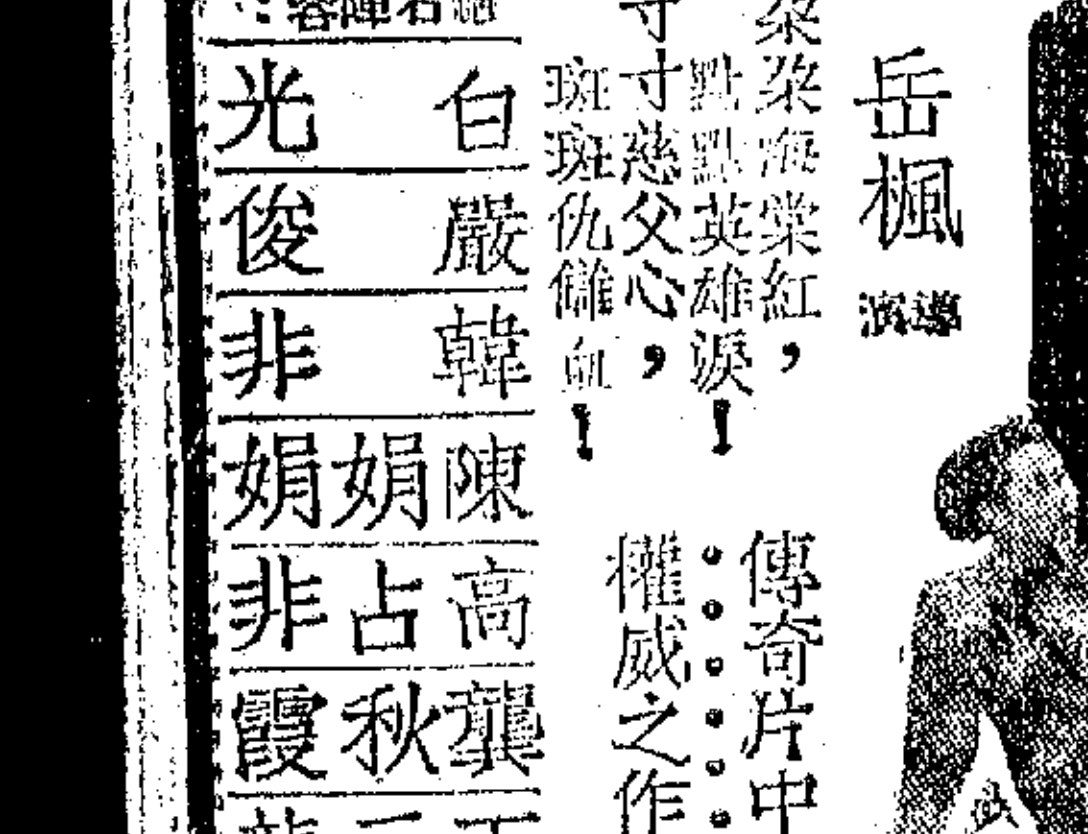 岳楓
導演
朵朵海棠紅，
點點英雄淚！
寸寸慈父心，
斑斑仇讎血！
傳奇片中
權威之作
白光
嚴俊
韓非
陳娟娟
高占非
龔秋霞